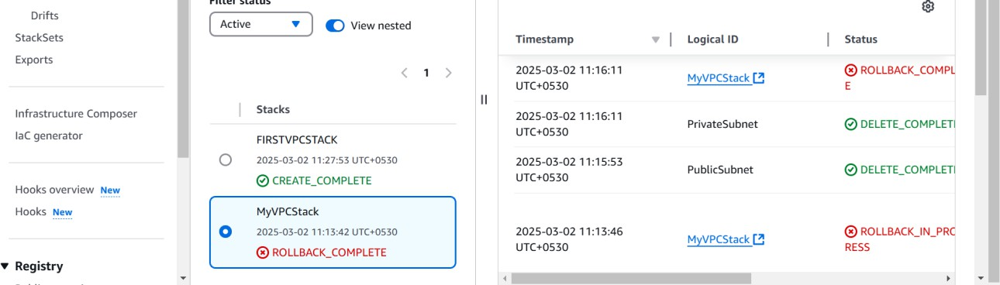 Drifts
StackSets
Exports
Infrastructure Composer
IaC generator
Hooks overview New
Hooks New
Registry
Filter status
Active
View nested
1
Stacks
FIRSTVPCSTACK
2025-03-02 11:27:53 UTC+0530
CREATE_COMPLETE
MyVPCStack
2025-03-02 11:13:42 UTC+0530
ROLLBACK_COMPLETE
Timestamp Logical ID Status
2025-03-02 11:16:11
UTC+0530
MyVPCStack
ROLLBACK_COMPL
E
2025-03-02 11:16:11
UTC+0530
PrivateSubnet
DELETE_COMPLET
2025-03-02 11:15:53
UTC+0530
PublicSubnet
DELETE_COMPLET
2025-03-02 11:13:46
UTC+0530
MyVPCStack
ROLLBACK_IN_PRO
RESS